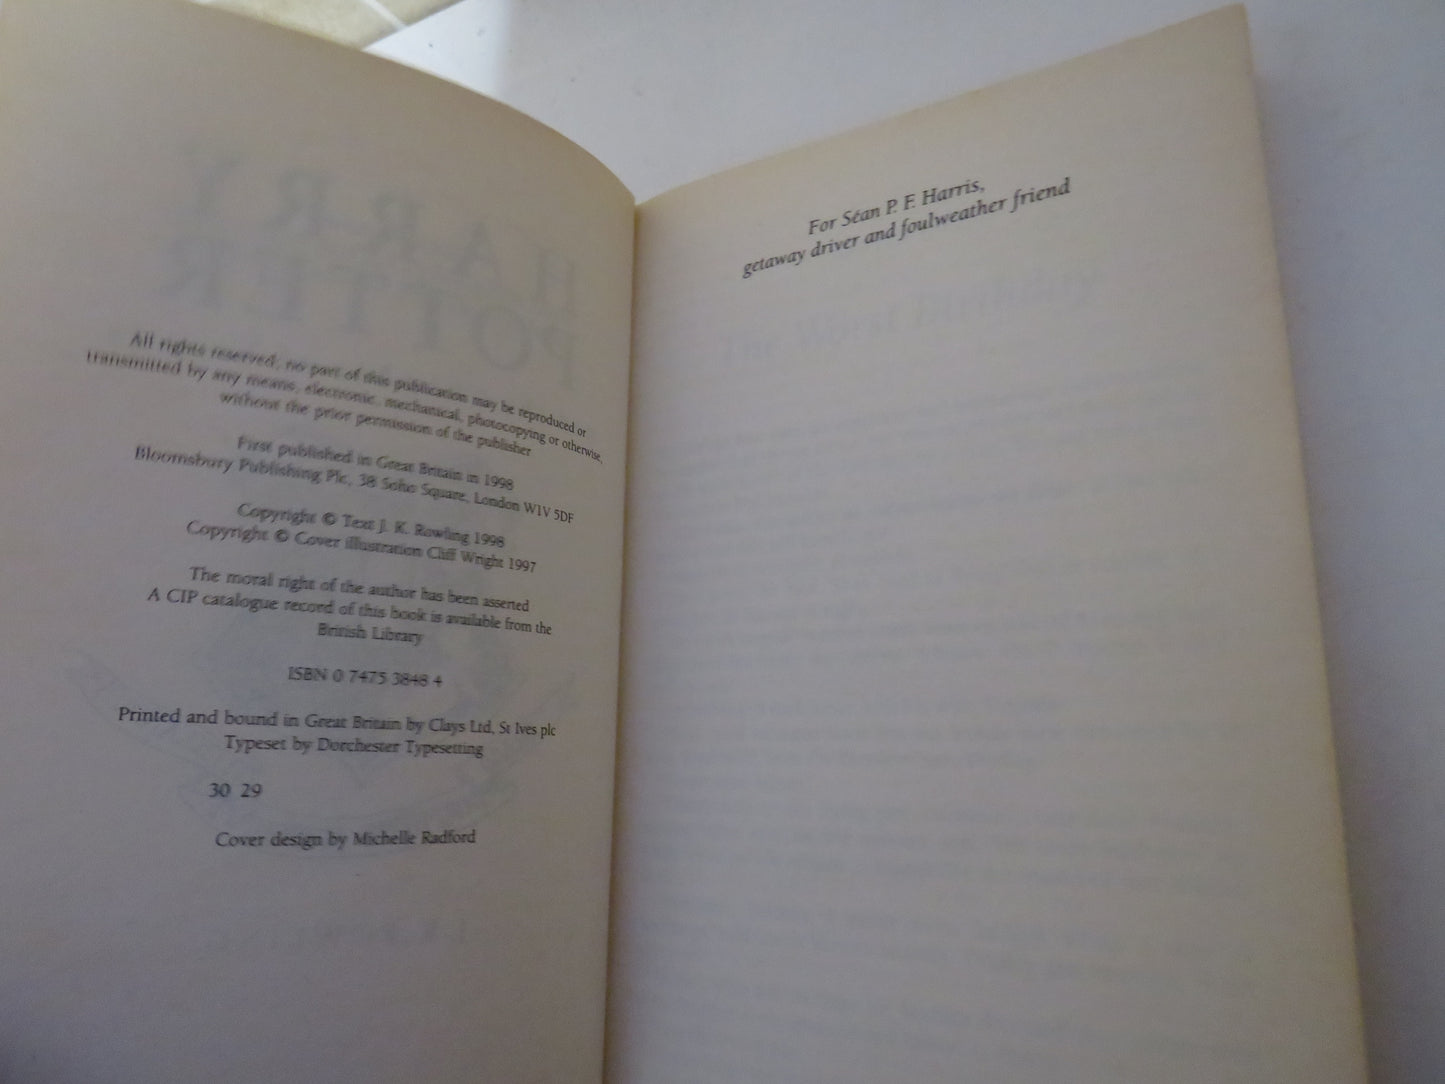 All rights reserved; no part of this publication may be reproduced or
transmitted by any means, electronic, mechanical, photocopying or otherwise,
without the prior permission of the publisher
First published in Great Britain in 1998
Bloomsbury Publishing Plc, 38 Soho Square, London W1V 5DF
Copyright © Text J. K. Rowling 1998
Copyright © Cover illustration Cliff Wright 1997
The moral right of the author has been asserted
A CIP catalogue record of this book is available from the
British Library
ISBN 0 7475 3848 4
Printed and bound in Great Britain by Clays Ltd, St Ives plc
Typeset by Dorchester Typesetting
30 29
Cover design by Michelle Radford
HARRY
POTTER
For Séan P. F. Harris,
getaway driver and foulweather friend
The Worst Birthday